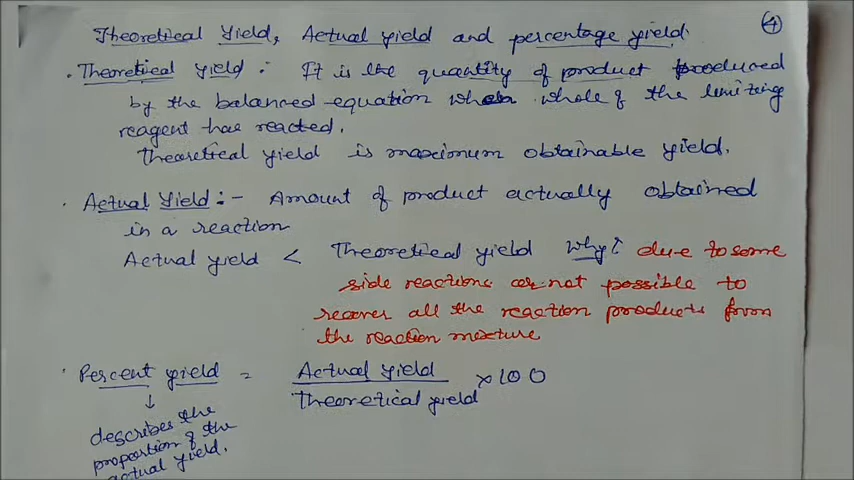 4
Theoretical Yield, Actual yield and percentage yield.
. Theoretical yield : It is the quantity of product produced
by the balanced equation when whole of the limiting
reagent has reacted.
Theoretical yield is maximum obtainable yield.
. Actual Yield :- Amount of product actually obtained
in a reaction
Actual yield < Theoretical yield Why? due to some
side reactions or not possible to
recover all the reaction products from
the reaction mixture
. Percent yield = Actual yield
Theoretical yield × 100
↓
describes the
proportion of the
actual yield.